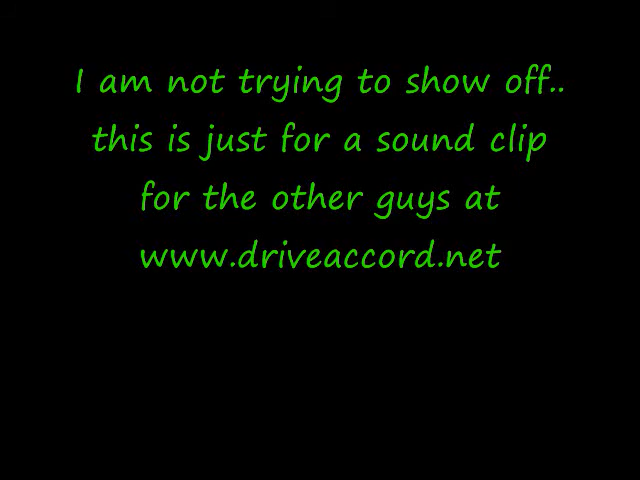 I am not trying to show off..
this is just for a sound clip
for the other guys at
www.driveaccord.net